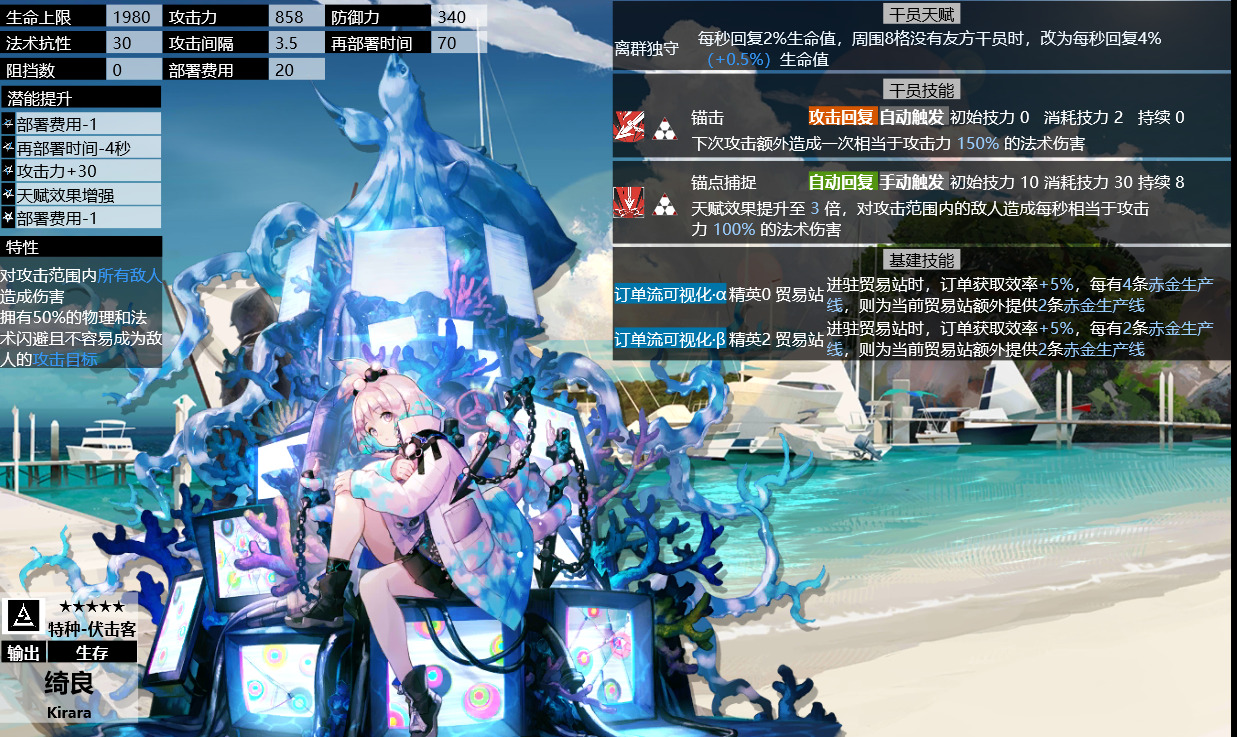 生命上限 1980 攻击力 858 防御力 340
法术抗性 30 攻击间隔 3.5 再部署时间 70
阻挡数 0 部署费用 20
潜能提升
部署费用-1
再部署时间-4秒
攻击力+30
天赋效果增强
部署费用-1
特性
对攻击范围内所有敌人
造成伤害
拥有50%的物理和法
术闪避且不容易成为敌
人的攻击目标
★★★★★
特种-伏击客
输出 生存
绮良
Kirara
干员天赋
离群独守 每秒回复2%生命值，周围8格没有友方干员时，改为每秒回复4%
（+0.5%）生命值
干员技能
锚击 攻击回复 自动触发 初始技力 0 消耗技力 2 持续 0
下次攻击额外造成一次相当于攻击力 150% 的法术伤害
锚点捕捉 自动回复 手动触发 初始技力 10 消耗技力 30 持续 8
天赋效果提升至 3 倍，对攻击范围内的敌人造成每秒相当于攻击
力 100% 的法术伤害
基建技能
订单流可视化·α 精英0 贸易站 进驻贸易站时，订单获取效率+5%，每有4条赤金生产
线，则为当前贸易站额外提供2条赤金生产线
订单流可视化·β 精英2 贸易站 进驻贸易站时，订单获取效率+5%，每有2条赤金生产
线，则为当前贸易站额外提供2条赤金生产线